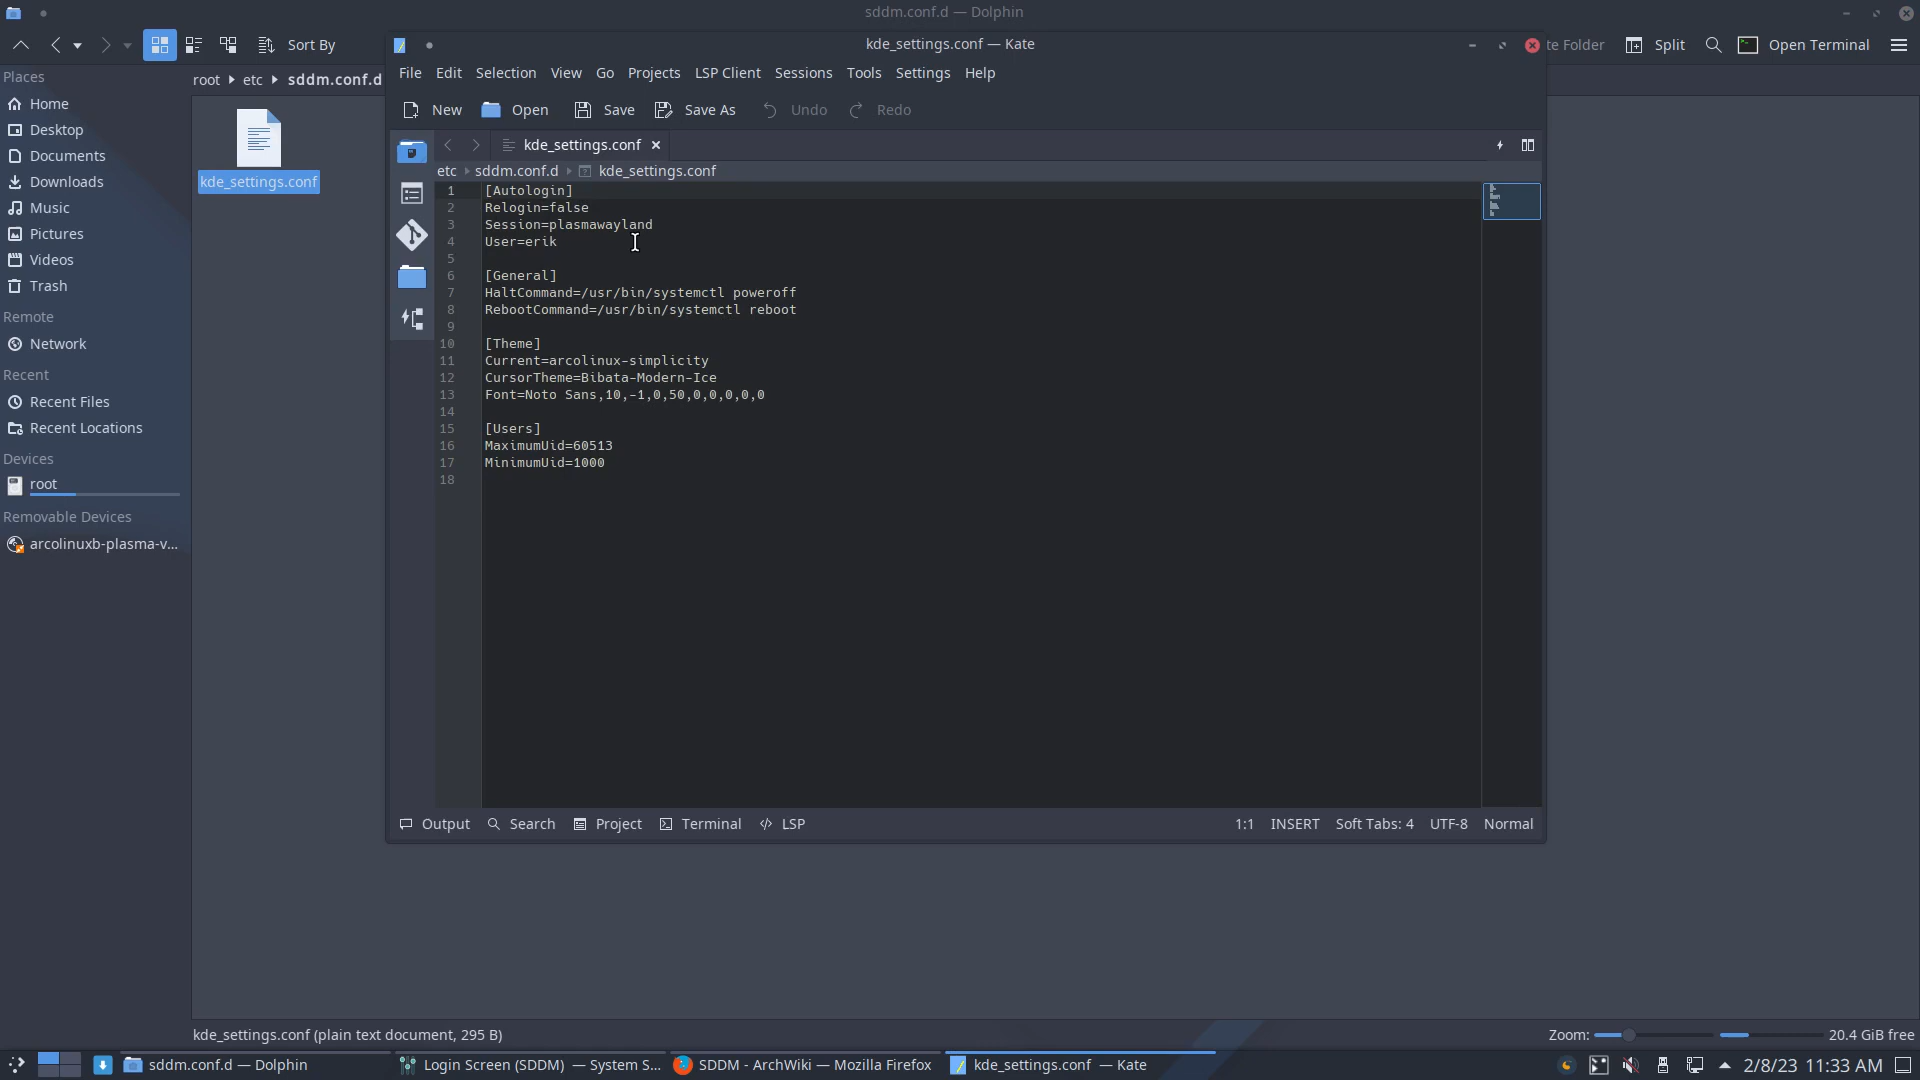 sddm.conf.d — Dolphin
Sort By
te Folder
Split
Open Terminal
root
etc
sddm.conf.d
Places
Home
Desktop
Documents
Downloads
Music
Pictures
Videos
Trash
Remote
Network
Recent
Recent Files
Recent Locations
Devices
root
Removable Devices
arcolinuxb-plasma-v...
kde_settings.conf
kde_settings.conf — Kate
File Edit Selection View Go Projects LSP Client Sessions Tools Settings Help
New Open Save Save As Undo Redo
kde_settings.conf
etc sddm.conf.d kde_settings.conf
1 [Autologin]
2 Relogin=false
3 Session=plasmawayland
4 User=erik
5
6 [General]
7 HaltCommand=/usr/bin/systemctl poweroff
8 RebootCommand=/usr/bin/systemctl reboot
9
10 [Theme]
11 Current=arcolinux-simplicity
12 CursorTheme=Bibata-Modern-Ice
13 Font=Noto Sans,10,-1,0,50,0,0,0,0,0
14
15 [Users]
16 MaximumUid=60513
17 MinimumUid=1000
18
Output Search Project Terminal LSP
1:1 INSERT Soft Tabs: 4 UTF-8 Normal
kde_settings.conf (plain text document, 295 B)
Zoom:
20.4 GiB free
sddm.conf.d — Dolphin
Login Screen (SDDM) — System S...
SDDM - ArchWiki — Mozilla Firefox
kde_settings.conf — Kate
2/8/23 11:33 AM